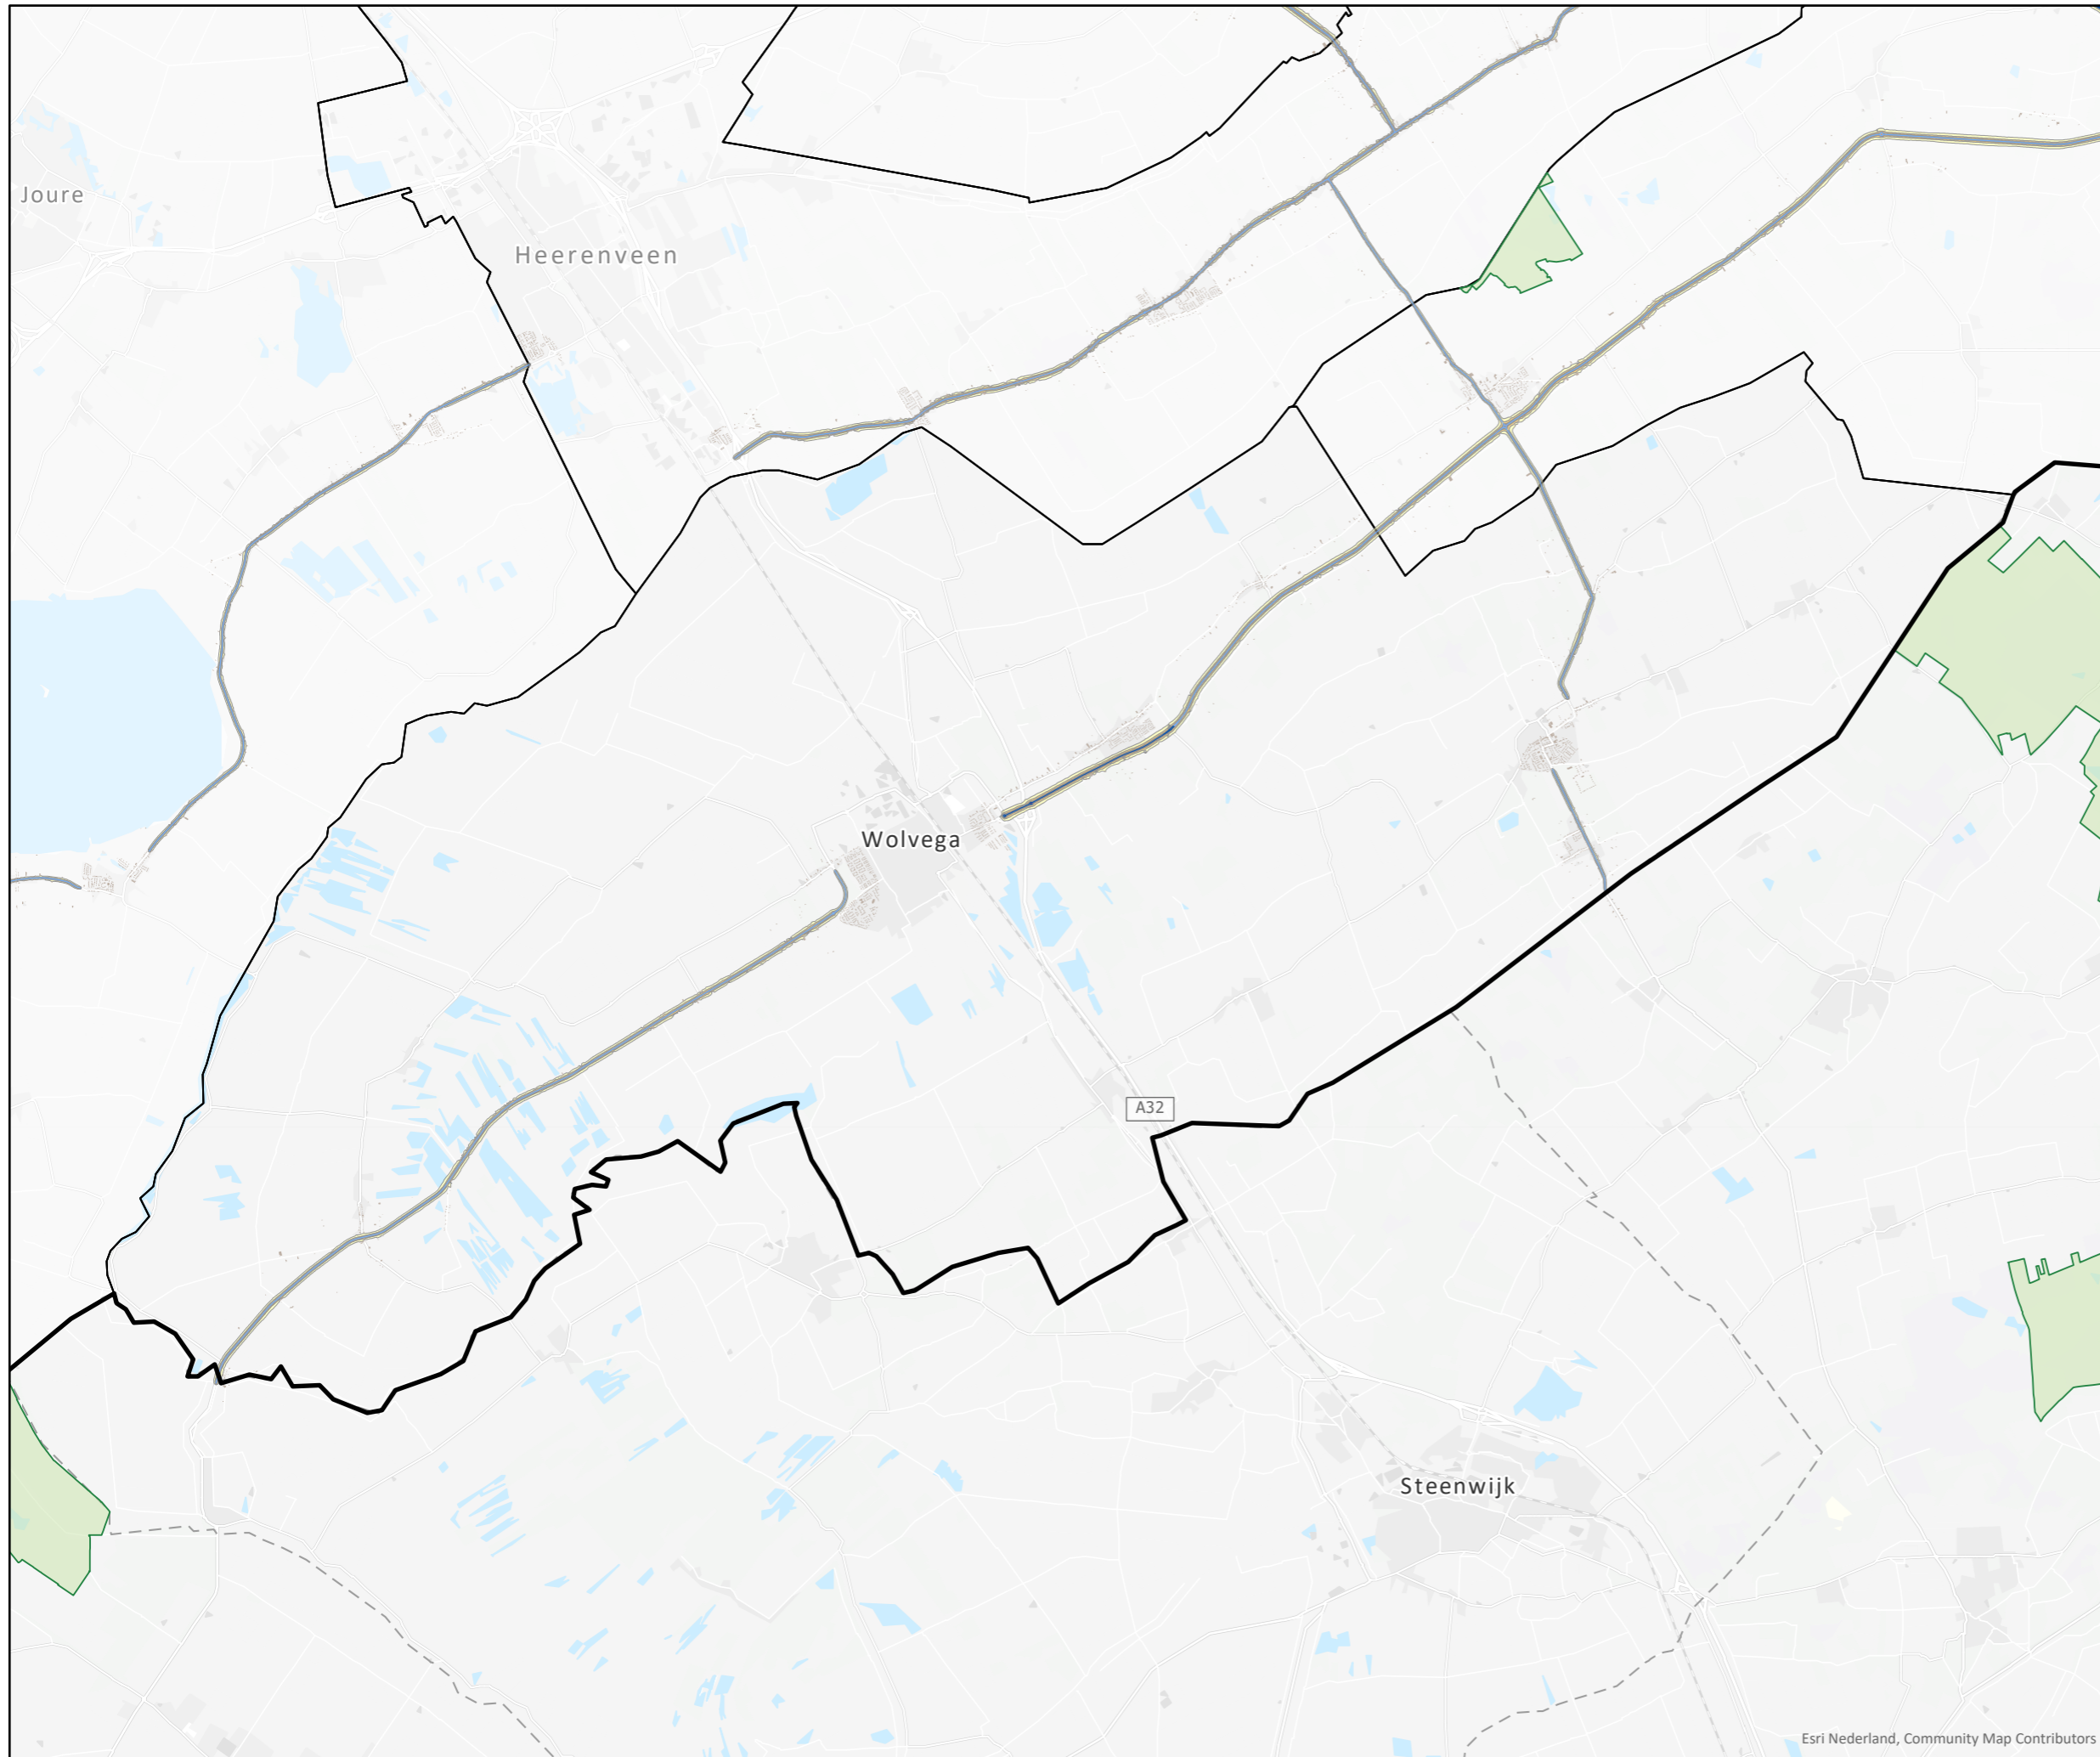 Joure
Heerenveen
Wolvega
A32
Steenwijk
Esri Nederland, Community Map Contributors